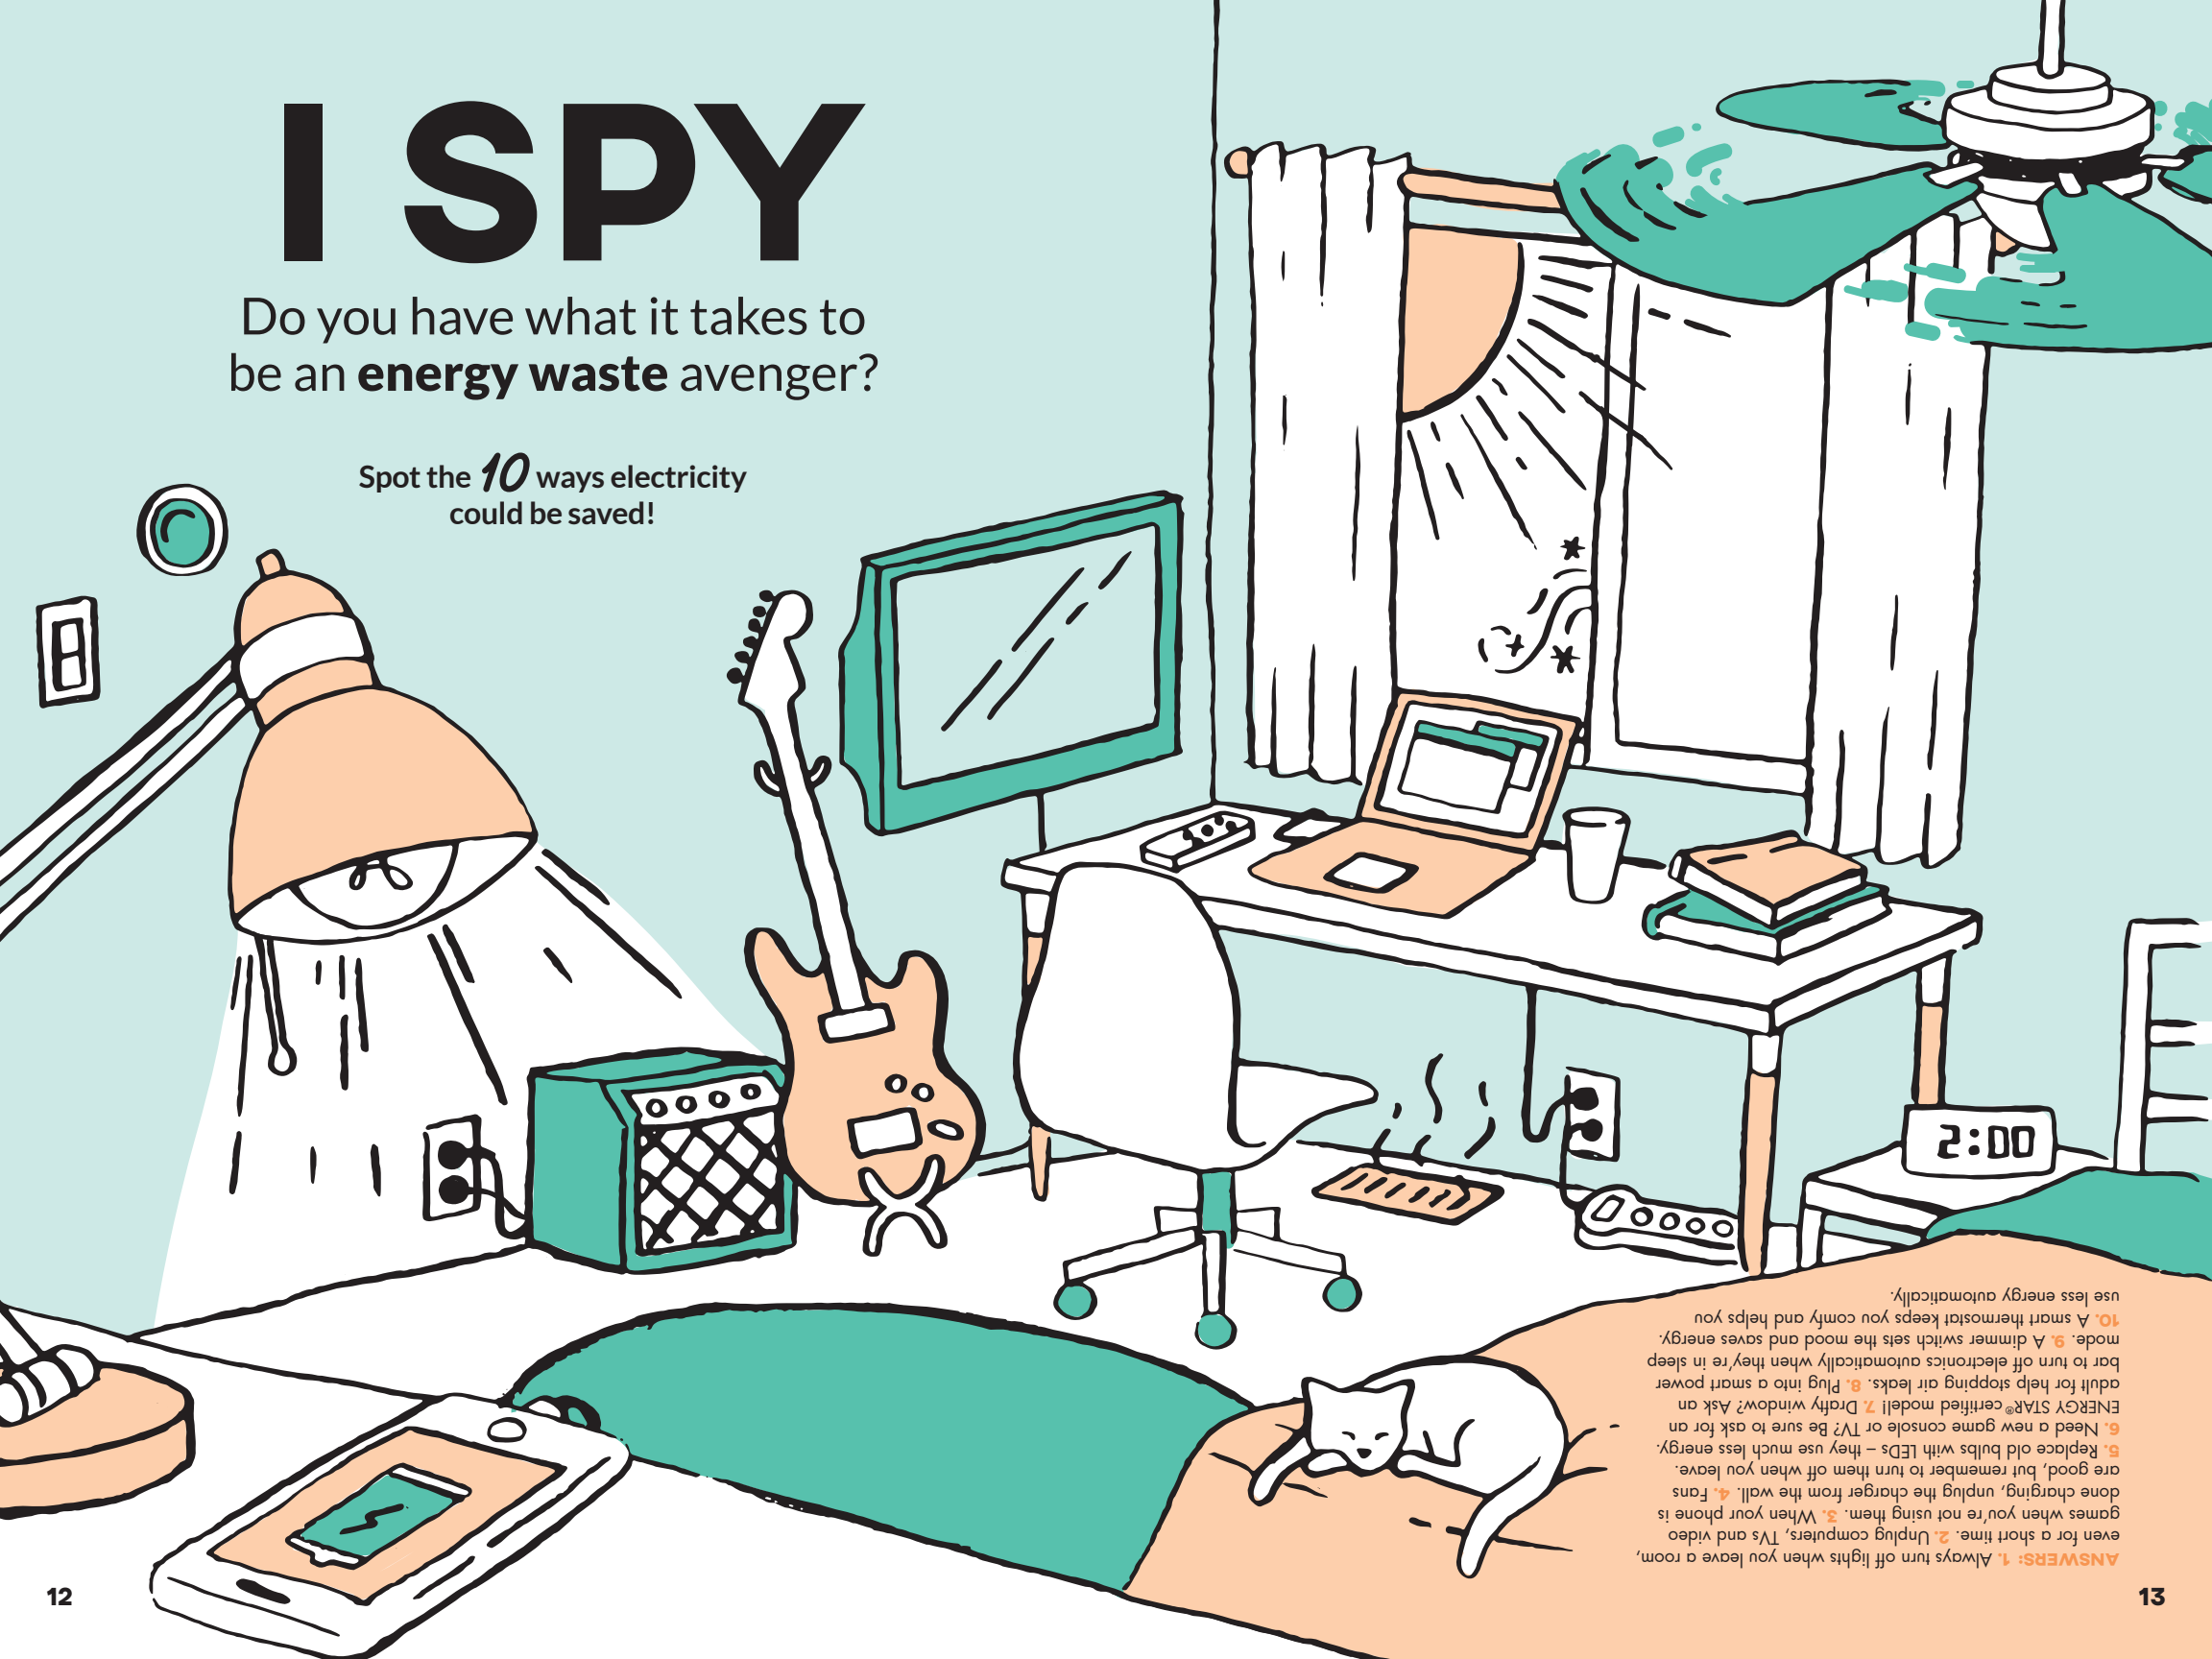 I SPY
Do you have what it takes to
be an energy waste avenger?
Spot the 10 ways electricity
could be saved!
2:00
ANSWERS: 1. Always turn off lights when you leave a room,
even for a short time. 2. Unplug computers, TVs and video
games when you're not using them. 3. When your phone is
done charging, unplug the charger from the wall. 4. Fans
are good, but remember to turn them off when you leave.
5. Replace old bulbs with LEDs – they use much less energy.
6. Need a new game console or TV? Be sure to ask for an
ENERGY STAR® certified model! 7. Drafty window? Ask an
adult for help stopping air leaks. 8. Plug into a smart power
bar to turn off electronics automatically when they're in sleep
mode. 9. A dimmer switch sets the mood and saves energy.
10. A smart thermostat keeps you comfy and helps you
use less energy automatically.
12
13